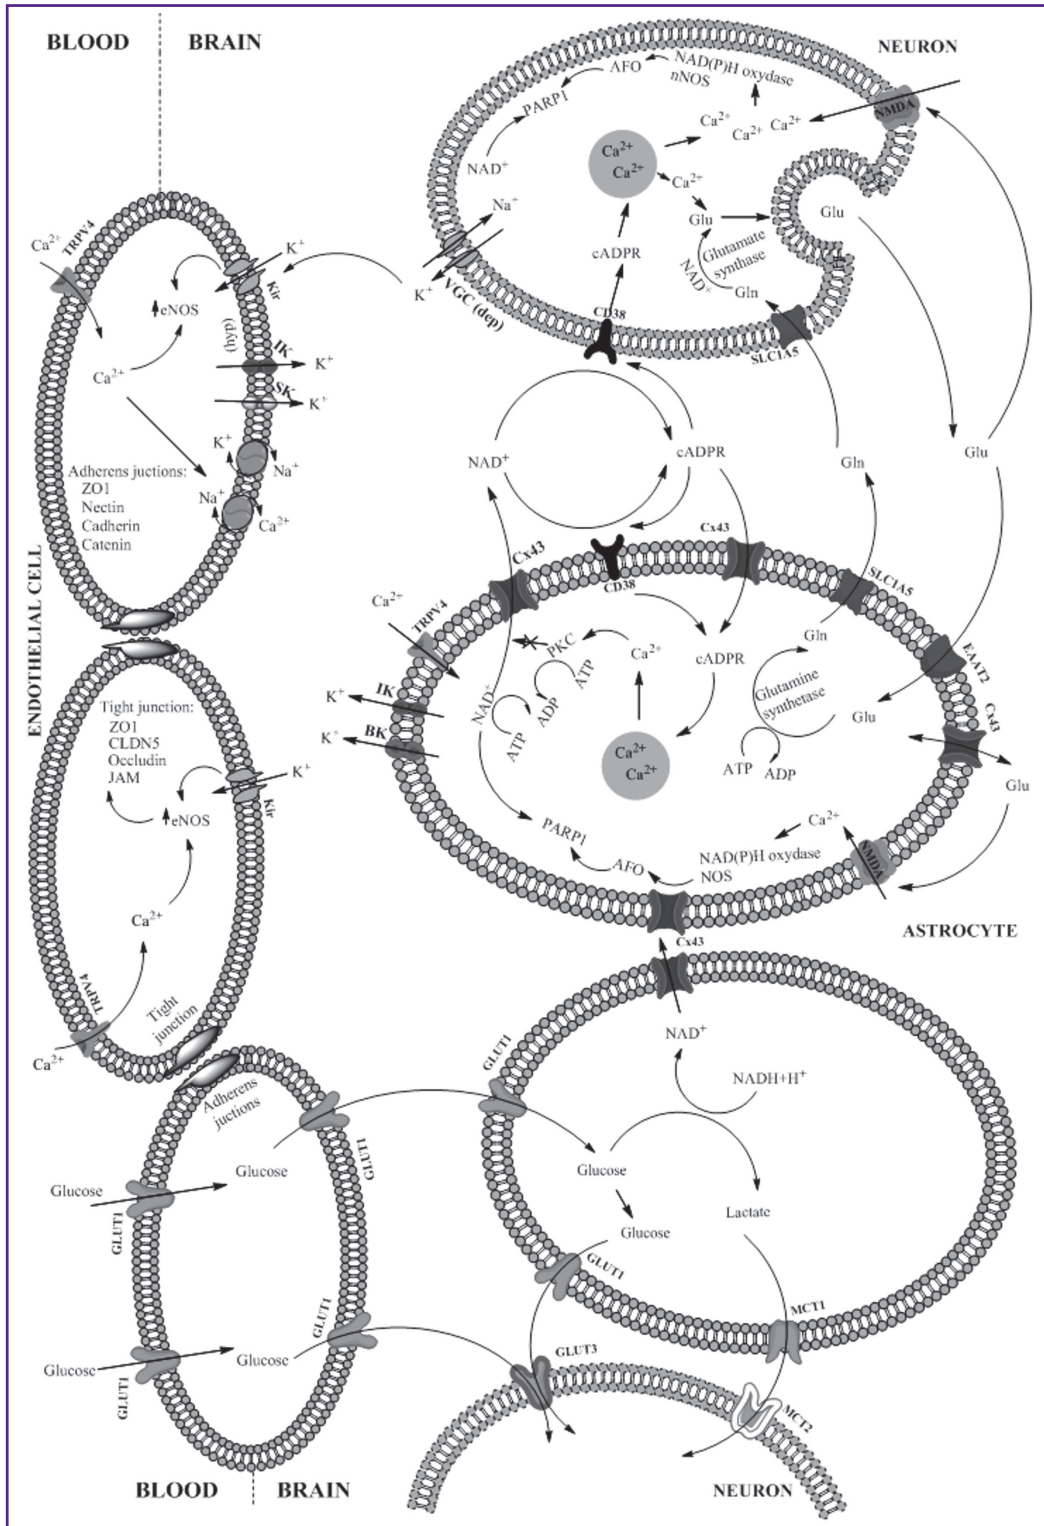 BLOOD
BRAIN
NEURON
NAD(P)H oxydase
nNOS
AFO
PARP1
NAD⁺
Ca²⁺
Ca²⁺
Ca²⁺
NMDA
Ca²⁺
Ca²⁺
Ca²⁺
Glu
Glu
Glutamate
synthase
NAD⁺
Gln
cADPR
Na⁺
K⁺
VGC (dep)
CD38
SLC1A5
Ca²⁺
TRPV4
K⁺
Kir
eNOS
(hyp)
IK
K⁺
SK
K⁺
Ca²⁺
K⁺
Na⁺
Na⁺
Ca²⁺
Adherens juctions:
ZO1
Nectin
Cadherin
Catenin
ENDOTHELIAL CELL
NAD⁺
cADPR
Gln
Glu
Cx43
CD38
Cx43
SLC1A5
EAAT2
Cx43
Ca²⁺
TRPV4
IK
K⁺
BK
K⁺
NAD⁺
PKC
ATP
ADP
ATP
Ca²⁺
cADPR
Gln
Glutamine
synthetase
Glu
ATP
ADP
Ca²⁺
Ca²⁺
Glu
PARP1
AFO
NAD(P)H oxydase
NOS
Ca²⁺
NMDA
Cx43
ASTROCYTE
Tight junction:
ZO1
CLDN5
Occludin
JAM
K⁺
Kir
eNOS
Ca²⁺
TRPV4
Ca²⁺
Tight
junction
Adherens
juctions
GLUT1
NAD⁺
NADH+H⁺
Glucose
Glucose
Lactate
GLUT1
MCT1
Glucose
GLUT1
Glucose
GLUT1
Glucose
GLUT1
Glucose
GLUT1
GLUT3
MCT2
BLOOD
BRAIN
NEURON